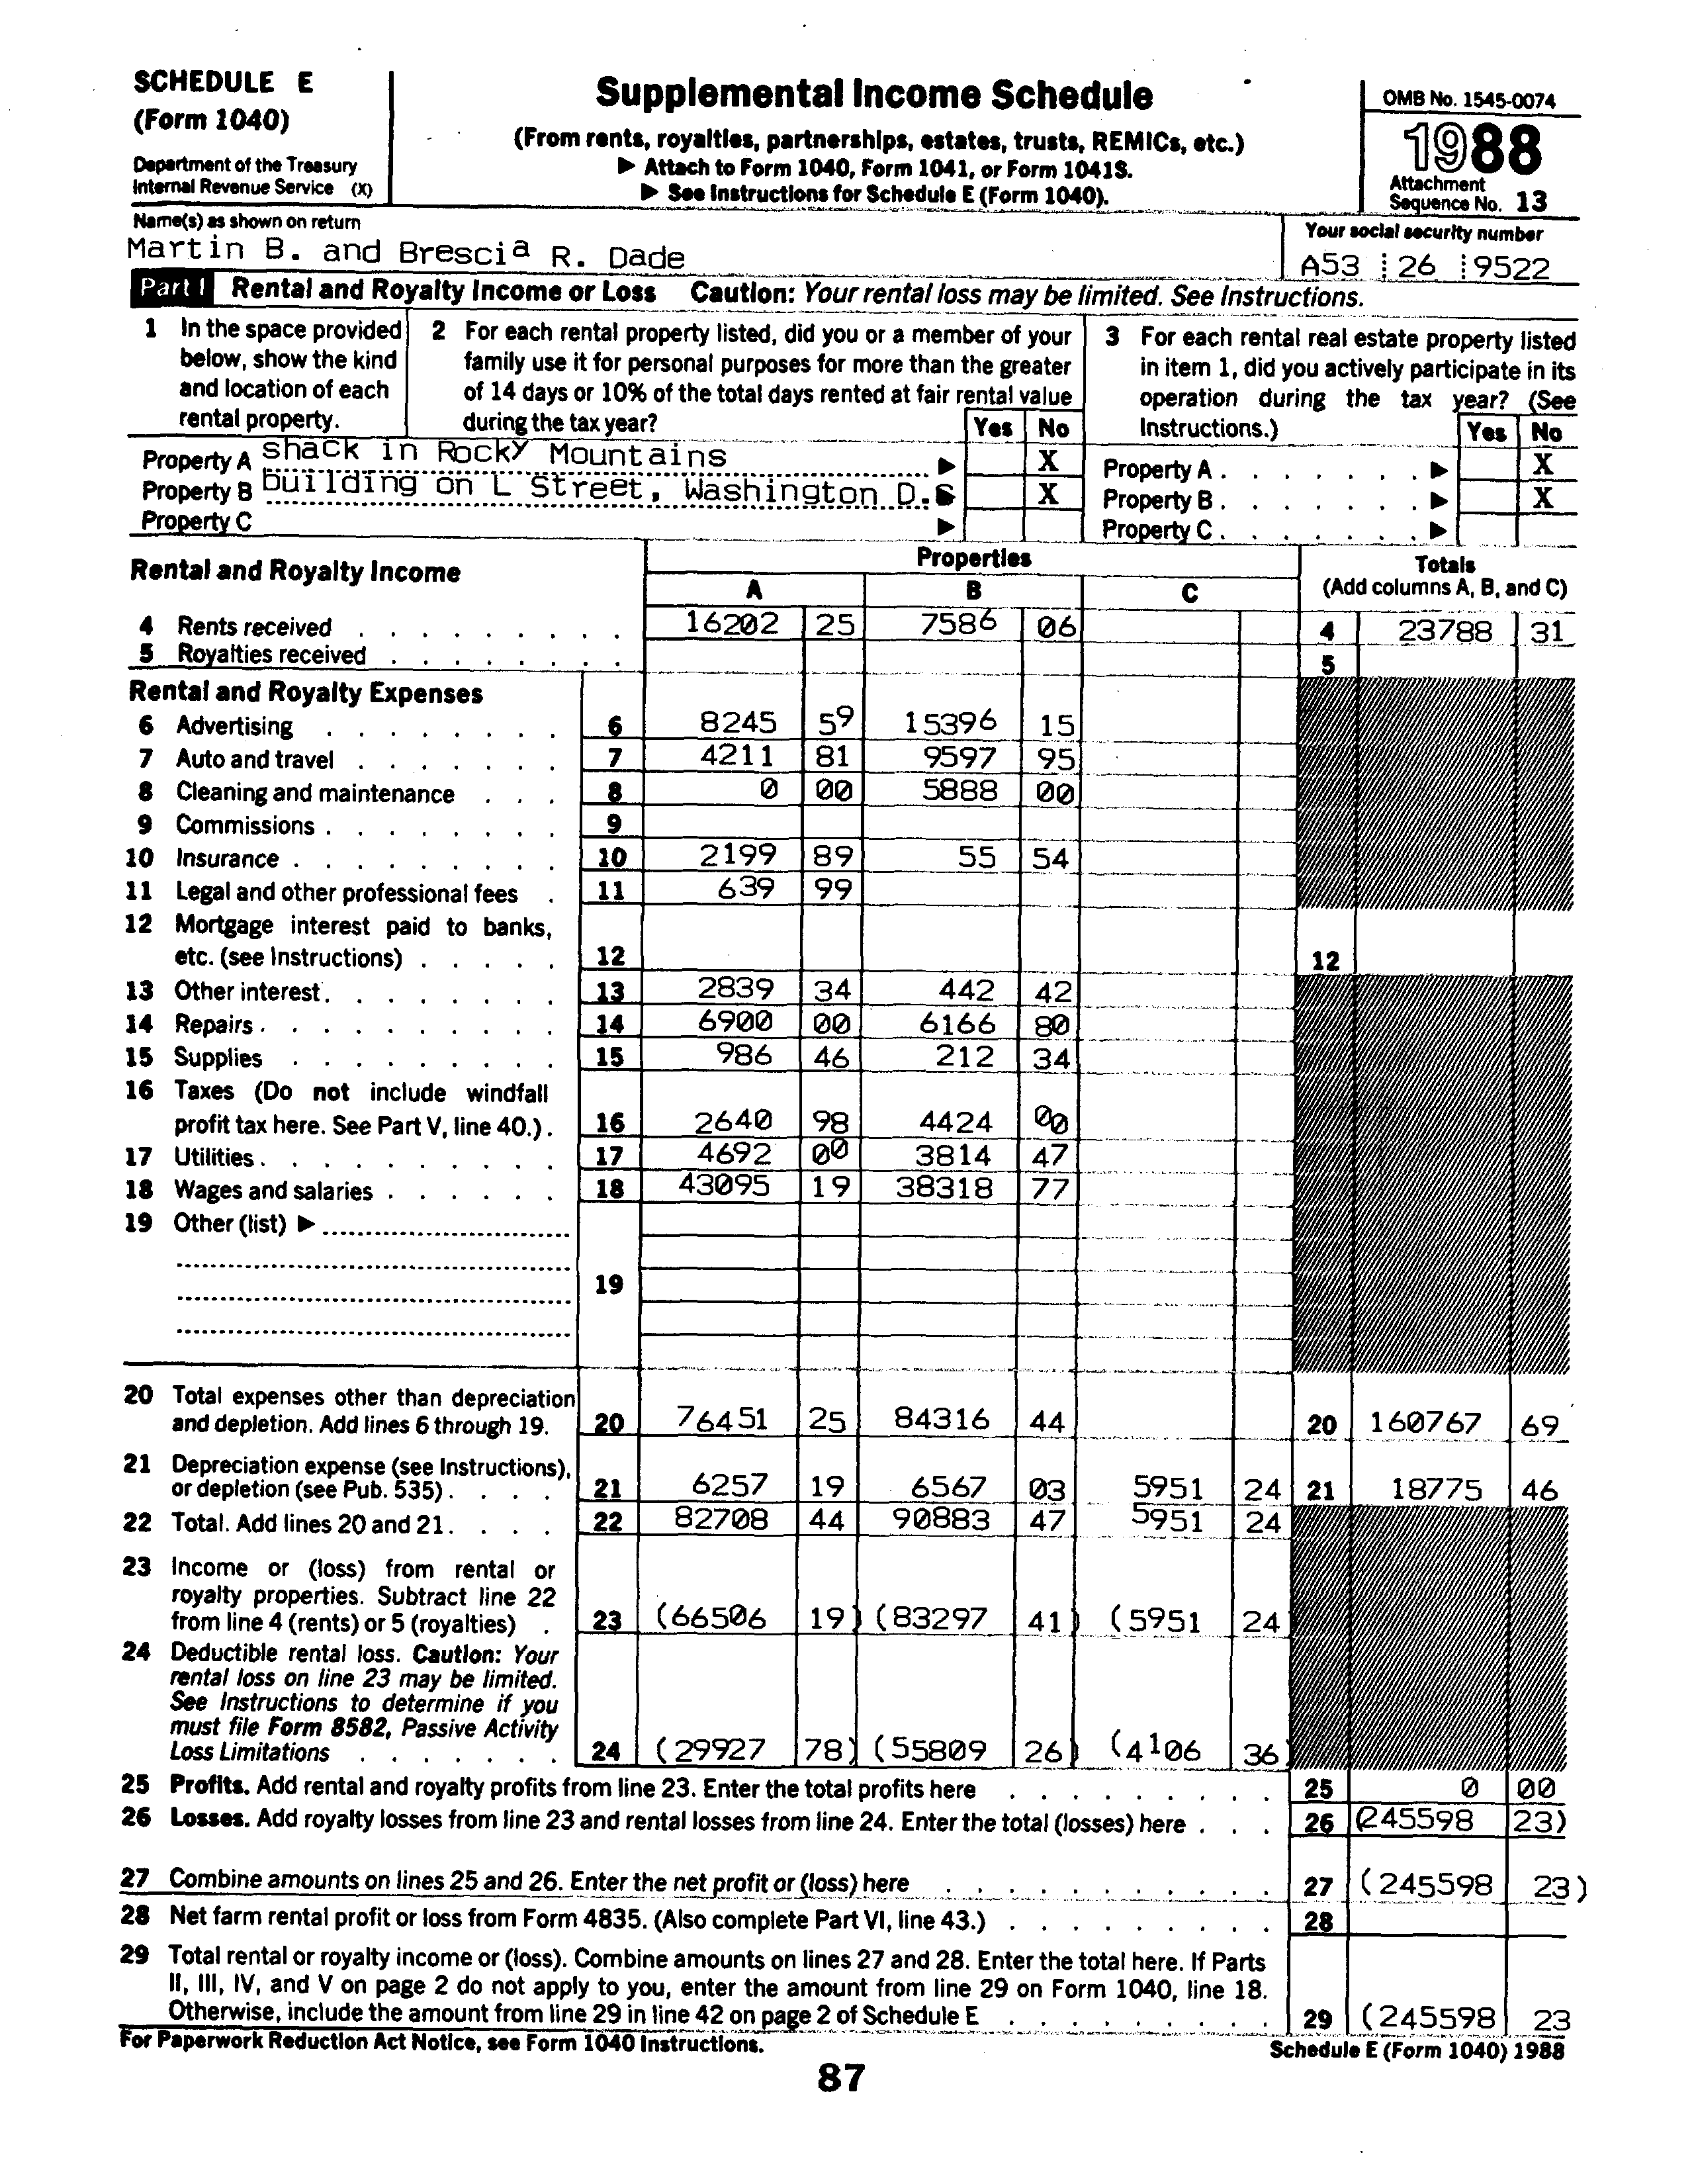 SCHEDULE E
(Form 1040)
Department of the Treasury
Internal Revenue Service (X)
Supplemental Income Schedule
(From rents, royalties, partnerships, estates, trusts, REMICs, etc.)
▶ Attach to Form 1040, Form 1041, or Form 1041S.
▶ See Instructions for Schedule E (Form 1040).
OMB No. 1545-0074
1988
Attachment
Sequence No. 13
Name(s) as shown on return
Martin B. and Brescia R. Dade
Your social security number
A53 26 9522
Part I Rental and Royalty Income or Loss Caution: Your rental loss may be limited. See Instructions.
1 In the space provided
below, show the kind
and location of each
rental property.
2 For each rental property listed, did you or a member of your
family use it for personal purposes for more than the greater
of 14 days or 10% of the total days rented at fair rental value
during the tax year?
Yes No
3 For each rental real estate property listed
in item 1, did you actively participate in its
operation during the tax year? (See
Instructions.)
Yes No
Property A shack in Rocky Mountains ▶ X Property A . . . . . . . ▶ X
Property B building on L Street, Washington D.C ▶ X Property B . . . . . . . ▶ X
Property C ▶ Property C . . . . . . . ▶
Rental and Royalty Income
Properties
A B C
Totals
(Add columns A, B, and C)
4 Rents received . . . . . . . . . 16202 25 7586 06 4 23788 31
5 Royalties received . . . . . . . . 5
Rental and Royalty Expenses
6 Advertising . . . . . . . . 6 8245 59 15396 15
7 Auto and travel . . . . . . . 7 4211 81 9597 95
8 Cleaning and maintenance . . . 8 0 00 5888 00
9 Commissions . . . . . . . . 9
10 Insurance . . . . . . . . . 10 2199 89 55 54
11 Legal and other professional fees . 11 639 99
12 Mortgage interest paid to banks,
etc. (see Instructions) . . . . . 12 12
13 Other interest . . . . . . . . 13 2839 34 442 42
14 Repairs . . . . . . . . . . 14 6900 00 6166 80
15 Supplies . . . . . . . . . 15 986 46 212 34
16 Taxes (Do not include windfall
profit tax here. See Part V, line 40.) . 16 2640 98 4424 00
17 Utilities . . . . . . . . . . 17 4692 00 3814 47
18 Wages and salaries . . . . . . 18 43095 19 38318 77
19 Other (list) ▶
19
20 Total expenses other than depreciation
and depletion. Add lines 6 through 19. 20 76451 25 84316 44 20 160767 69
21 Depreciation expense (see Instructions),
or depletion (see Pub. 535) . . . . 21 6257 19 6567 03 5951 24 21 18775 46
22 Total. Add lines 20 and 21 . . . . 22 82708 44 90883 47 5951 24
23 Income or (loss) from rental or
royalty properties. Subtract line 22
from line 4 (rents) or 5 (royalties) . 23 (66506 19) (83297 41) (5951 24
24 Deductible rental loss. Caution: Your
rental loss on line 23 may be limited.
See Instructions to determine if you
must file Form 8582, Passive Activity
Loss Limitations . . . . . . . 24 (29927 78) (55809 26) (4106 36)
25 Profits. Add rental and royalty profits from line 23. Enter the total profits here . . . . . . . . . 25 0 00
26 Losses. Add royalty losses from line 23 and rental losses from line 24. Enter the total (losses) here . . . 26 (245598 23)
27 Combine amounts on lines 25 and 26. Enter the net profit or (loss) here . . . . . . . . . . . 27 (245598 23)
28 Net farm rental profit or loss from Form 4835. (Also complete Part VI, line 43.) . . . . . . . . . 28
29 Total rental or royalty income or (loss). Combine amounts on lines 27 and 28. Enter the total here. If Parts
II, III, IV, and V on page 2 do not apply to you, enter the amount from line 29 on Form 1040, line 18.
Otherwise, include the amount from line 29 in line 42 on page 2 of Schedule E . . . . . . . . . 29 (245598 23
For Paperwork Reduction Act Notice, see Form 1040 Instructions.
Schedule E (Form 1040) 1988
87